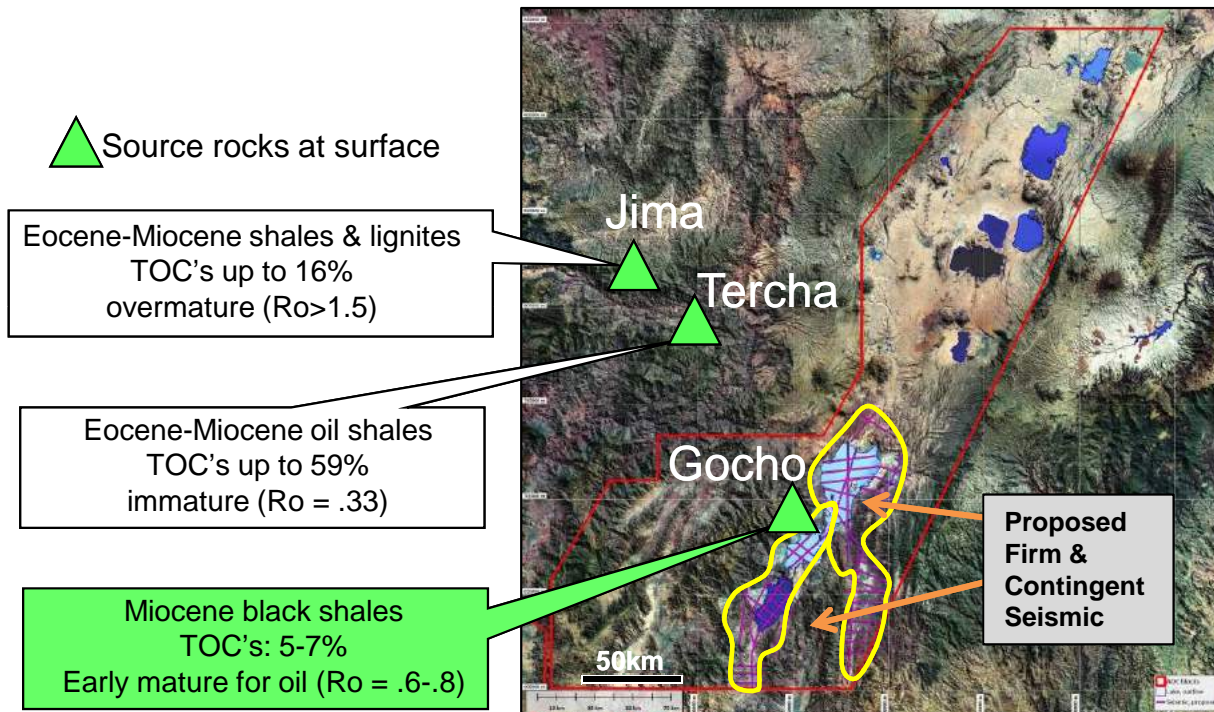 Source rocks at surface
Eocene-Miocene shales & lignites
TOC's up to 16%
overmature (Ro>1.5)
Eocene-Miocene oil shales
TOC's up to 59%
immature (Ro = .33)
Miocene black shales
TOC's: 5-7%
Early mature for oil (Ro = .6-.8)
Jima
Tercha
Gocho
Proposed
Firm &
Contingent
Seismic
50km